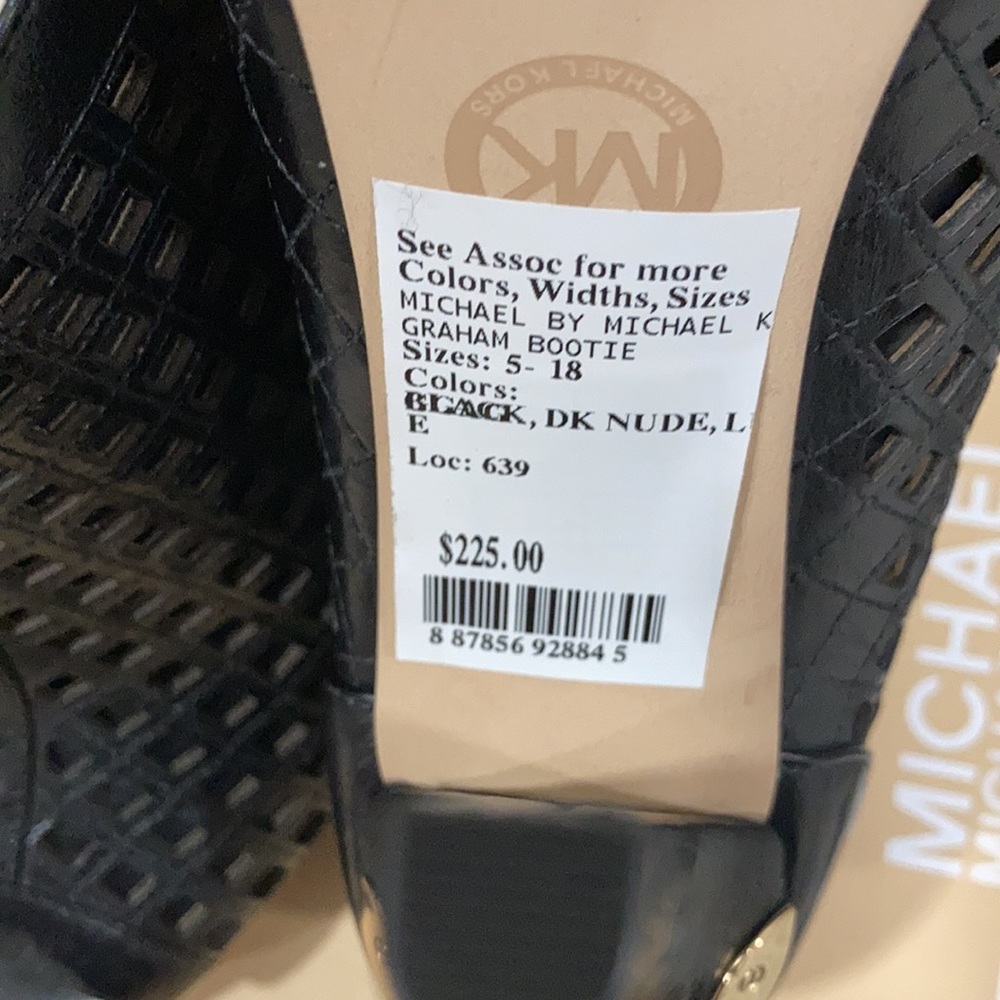 MICHAEL KORS
MK
See Assoc for more
Colors, Widths, Sizes
MICHAEL BY MICHAEL K
GRAHAM BOOTIE
Sizes: 5- 18
Colors:
BLACK, DK NUDE, L
E
Loc: 639
$225.00
8 87856 92884 5
MICHAEL